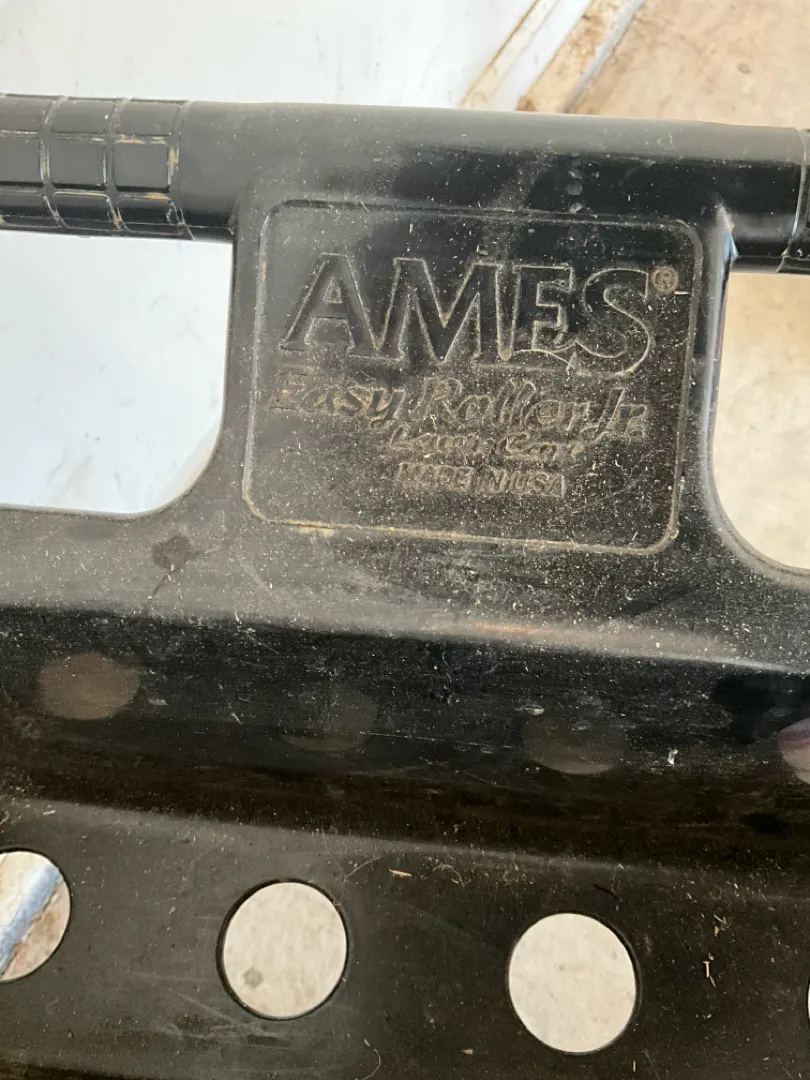 AMES®
Easy Roller Jr.
Lawn Cart
MADE IN USA